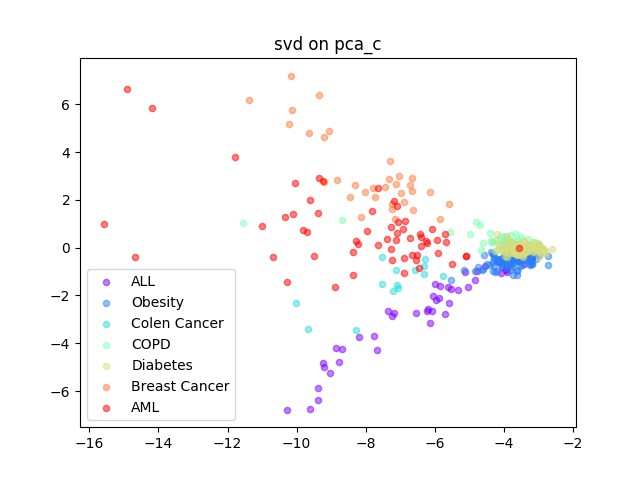 svd on pca_c
6
4
2
0
−2
−4
−6
ALL
Obesity
Colen Cancer
COPD
Diabetes
Breast Cancer
AML
−16 −14 −12 −10 −8 −6 −4 −2